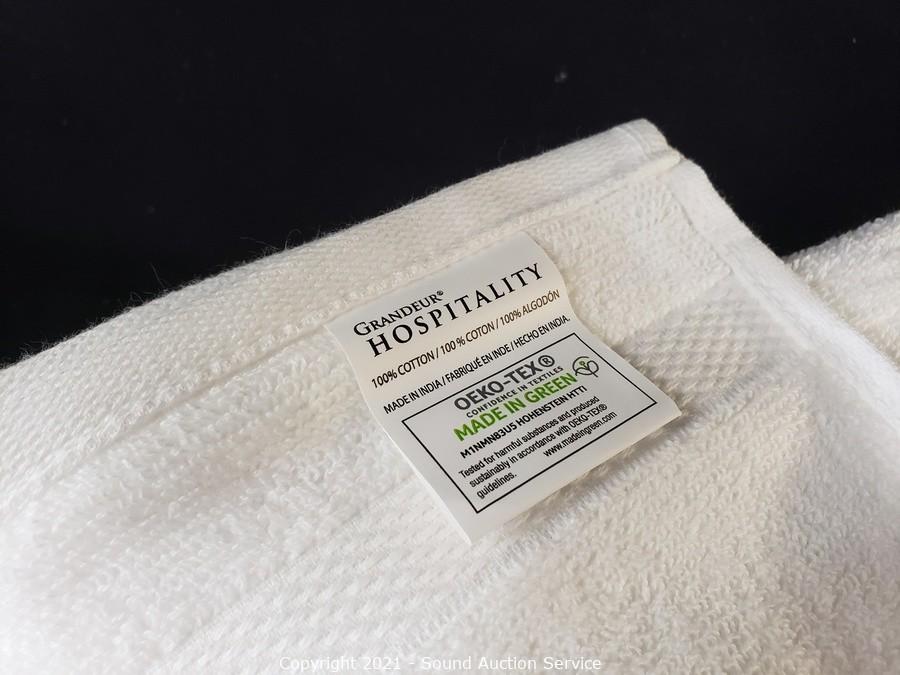 GRANDEUR®
HOSPITALITY
100% COTTON / 100 % COTON / 100% ALGODÓN
MADE IN INDIA / FABRIQUÉ EN INDE / HECHO EN INDIA.
OEKO-TEX®
CONFIDENCE IN TEXTILES
MADE IN GREEN
M1NMN83U5 HOHENSTEIN HTTI
Tested for harmful substances and produced
sustainably in accordance with OEKO-TEX®
guidelines. www.madeingreen.com
Copyright 2021 - Sound Auction Service